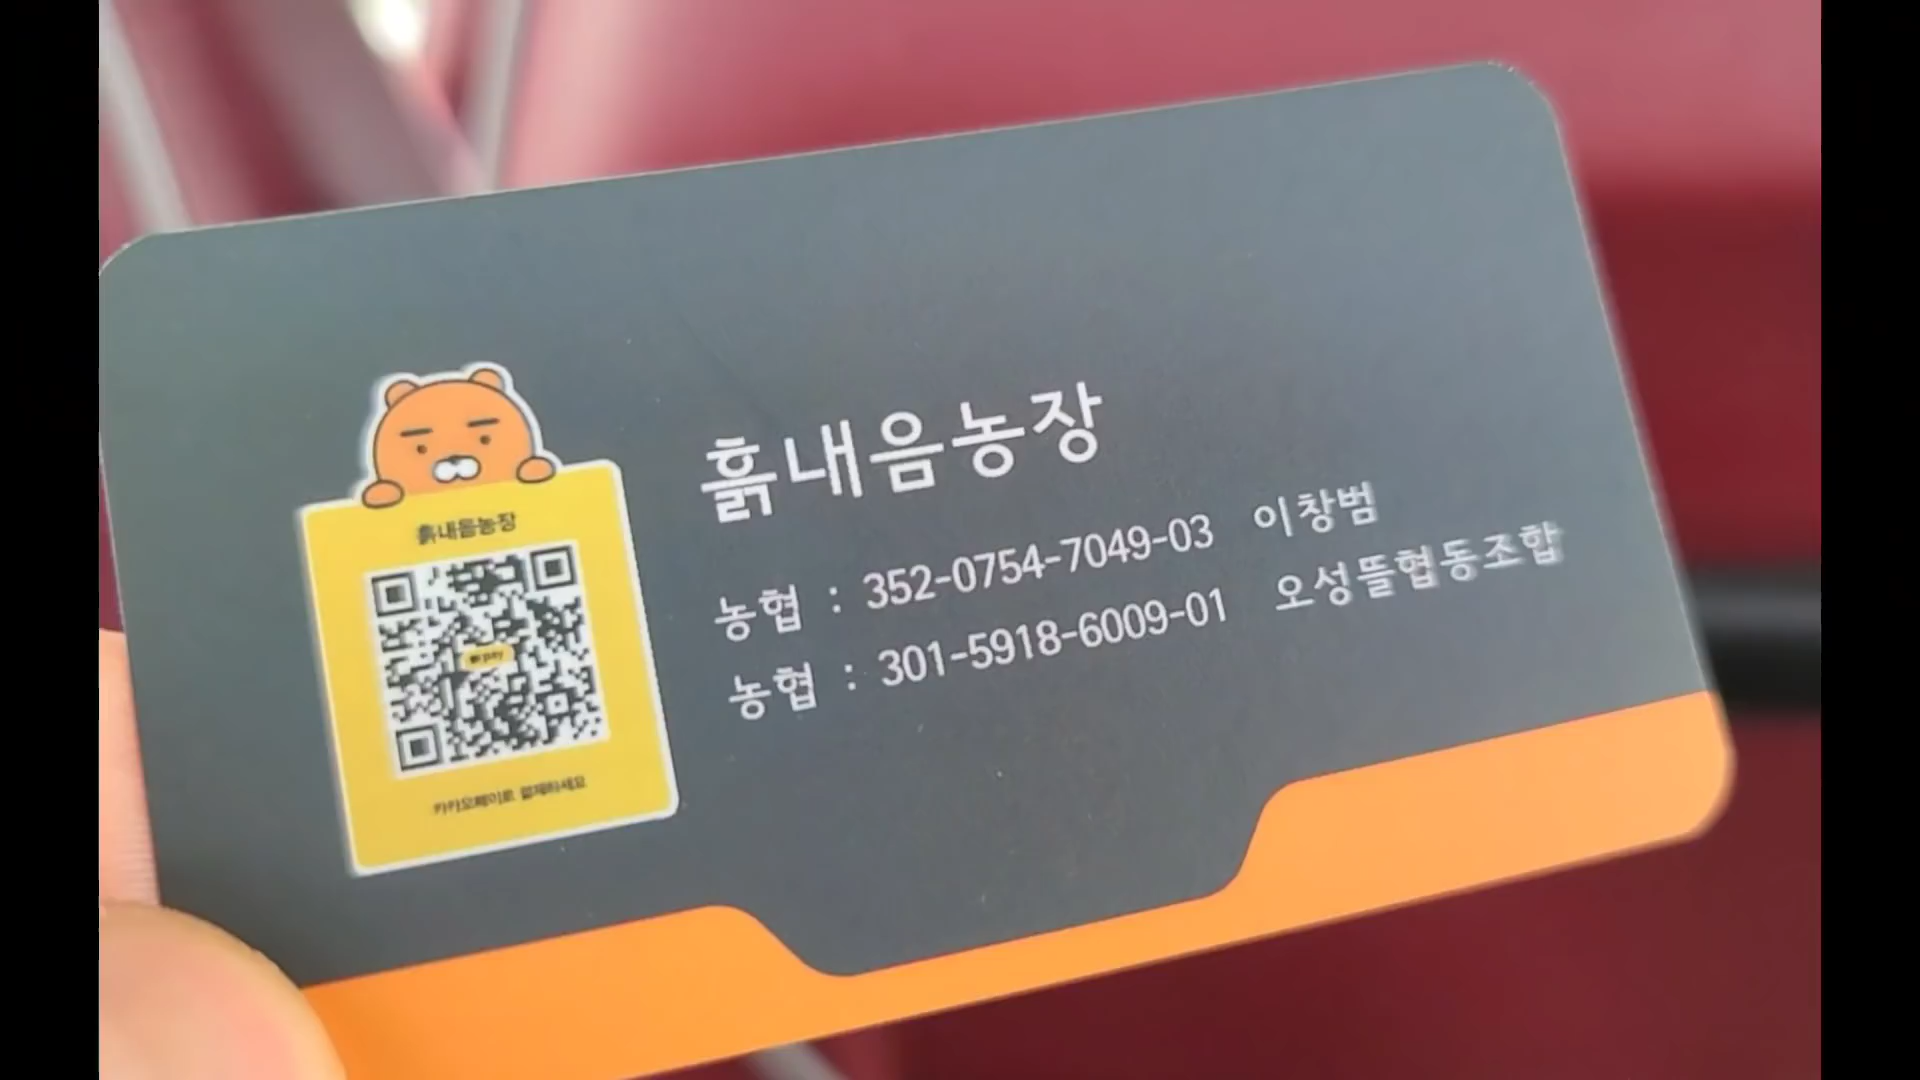 흙내음농장
농협 : 352-0754-7049-03 이창범
농협 : 301-5918-6009-01 오성뜰협동조합
흙내음농장
pay
카카오페이로 결제하세요